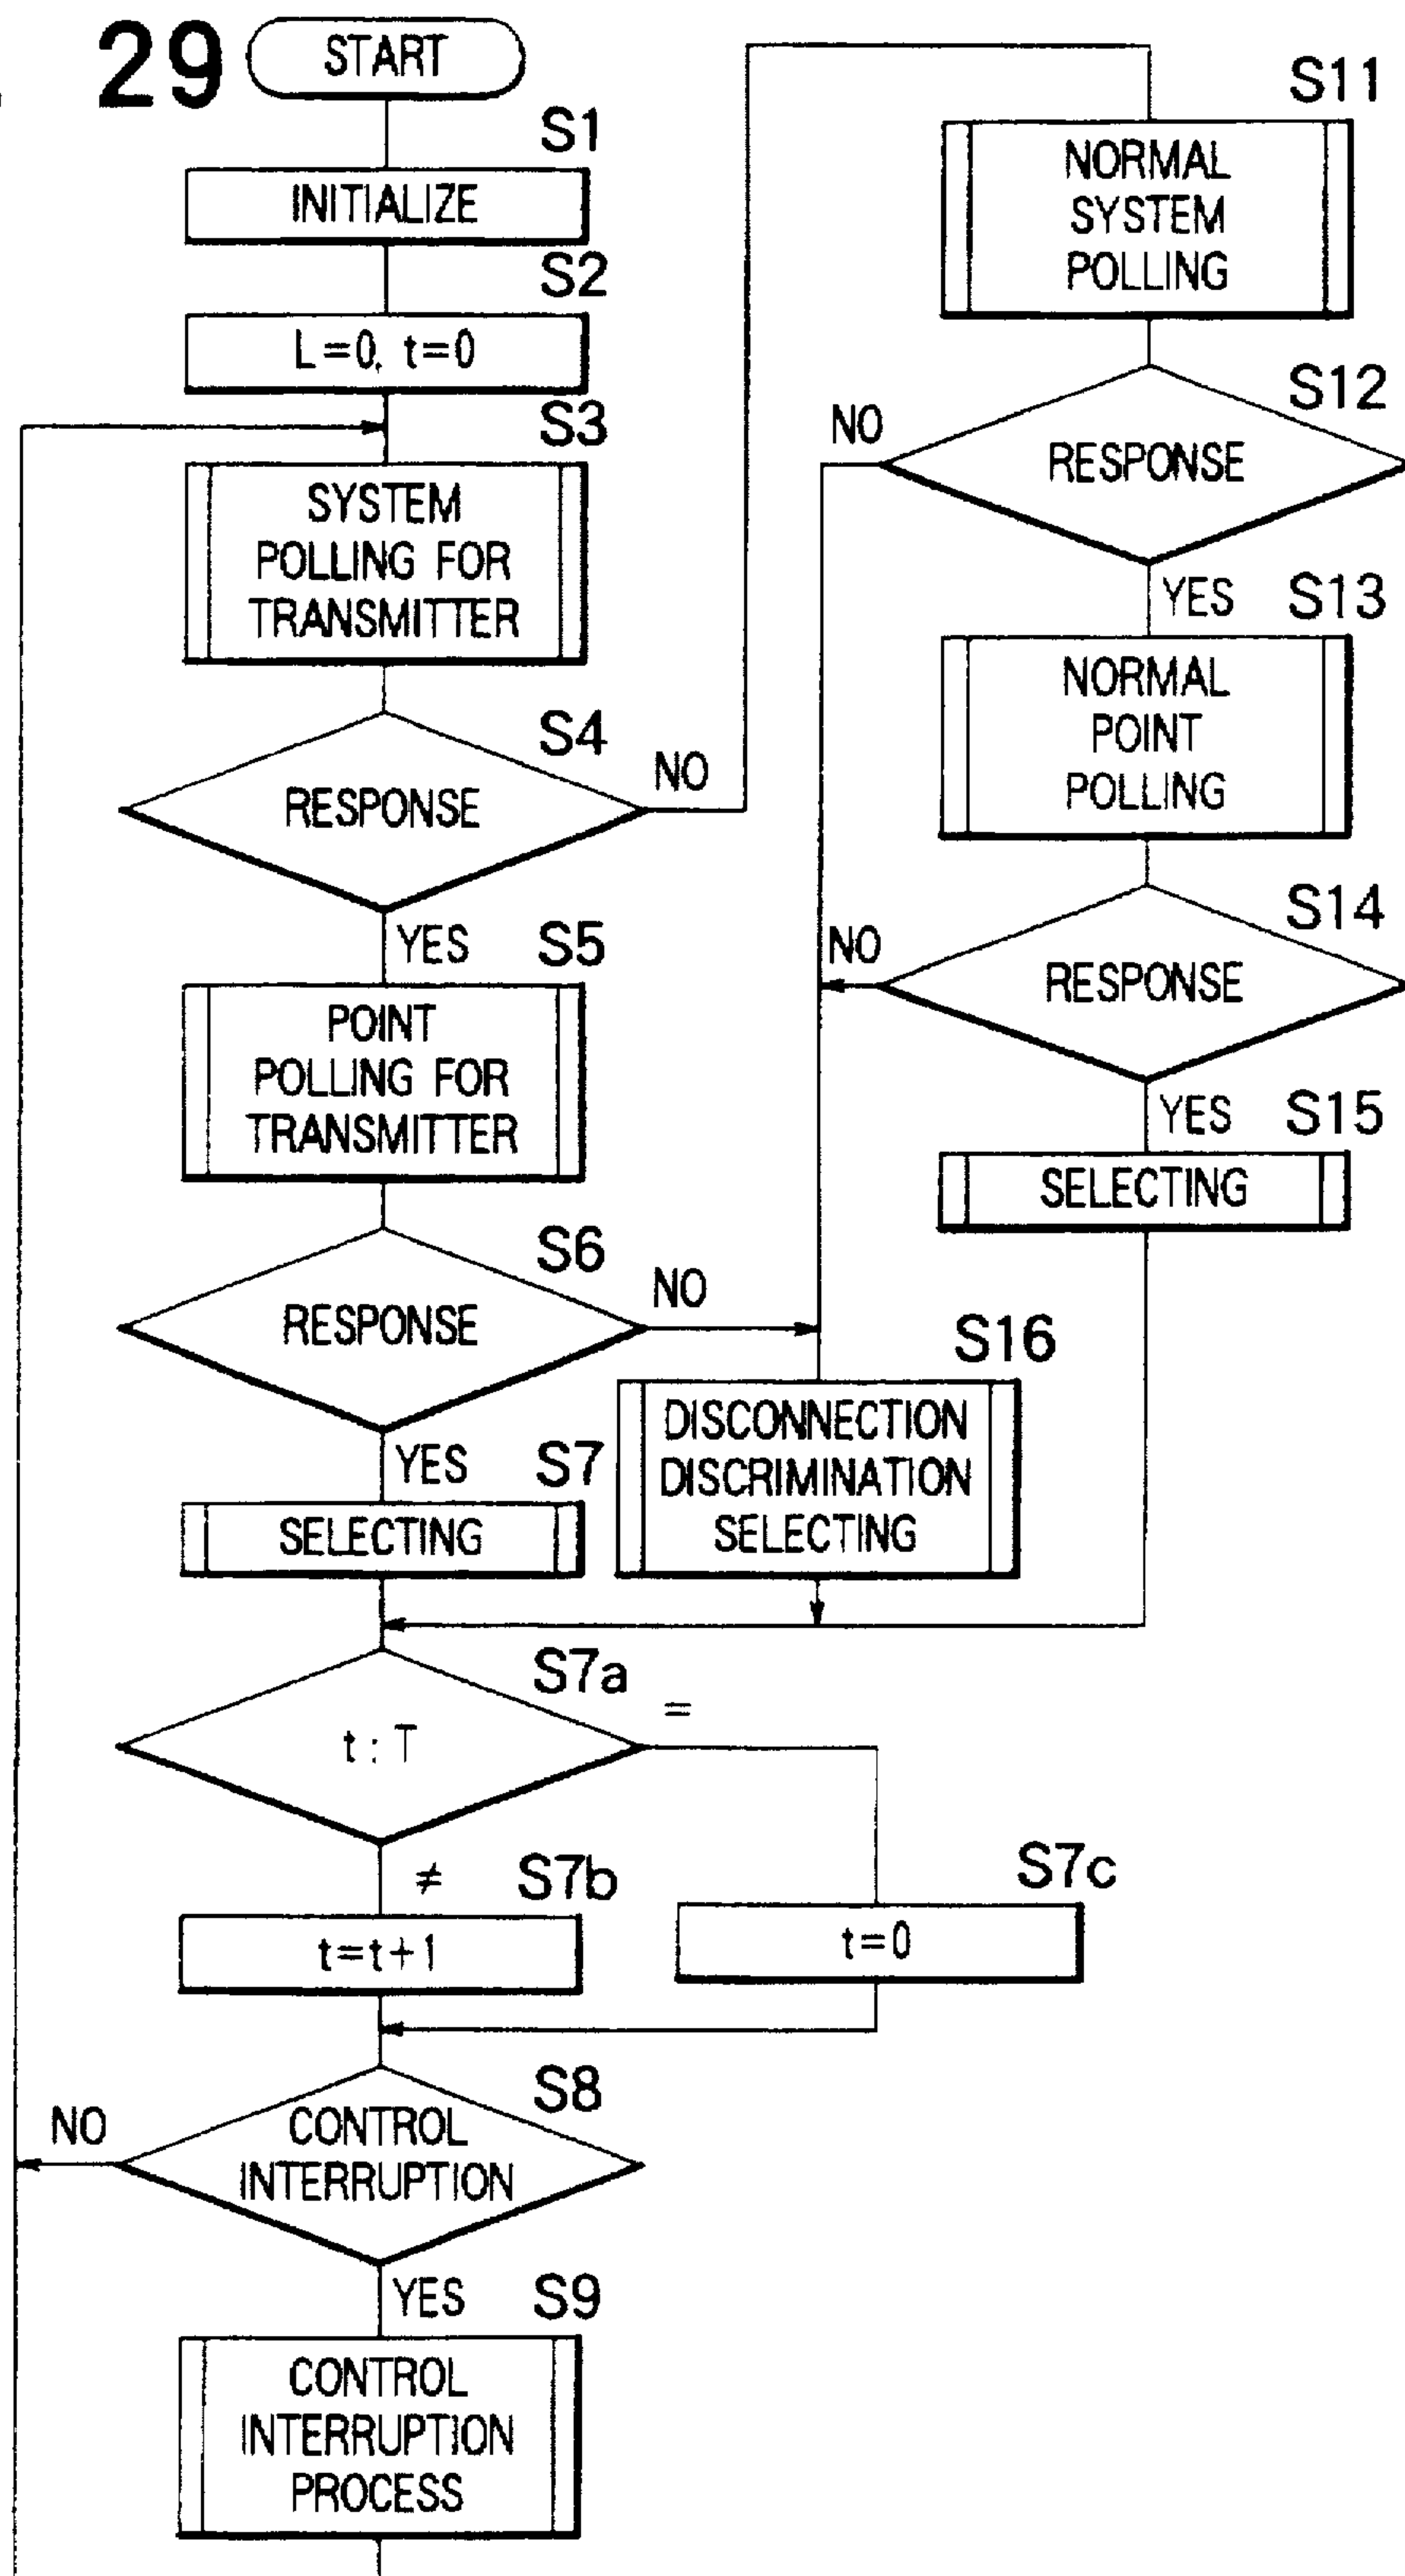 29
START
S1
INITIALIZE
S2
L=0, t=0
S3
SYSTEM
POLLING FOR
TRANSMITTER
S4
RESPONSE
NO
YES
S5
POINT
POLLING FOR
TRANSMITTER
S6
RESPONSE
NO
YES
S7
SELECTING
S11
NORMAL
SYSTEM
POLLING
S12
NO
RESPONSE
YES
S13
NORMAL
POINT
POLLING
S14
NO
RESPONSE
YES
S15
SELECTING
S16
DISCONNECTION
DISCRIMINATION
SELECTING
S7a
t : T
=
≠
S7b
t=t+1
S7c
t=0
S8
NO
CONTROL
INTERRUPTION
YES
S9
CONTROL
INTERRUPTION
PROCESS